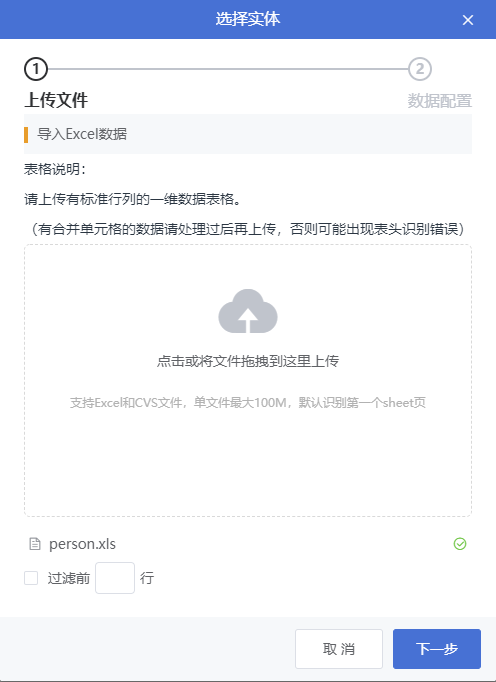 选择实体
1
2
上传文件
数据配置
导入Excel数据
表格说明：
请上传有标准行列的一维数据表格。
（有合并单元格的数据请处理过后再上传，否则可能出现表头识别错误）
点击或将文件拖拽到这里上传
支持Excel和CVS文件，单文件最大100M，默认识别第一个sheet页
person.xls
过滤前 行
取 消
下一步